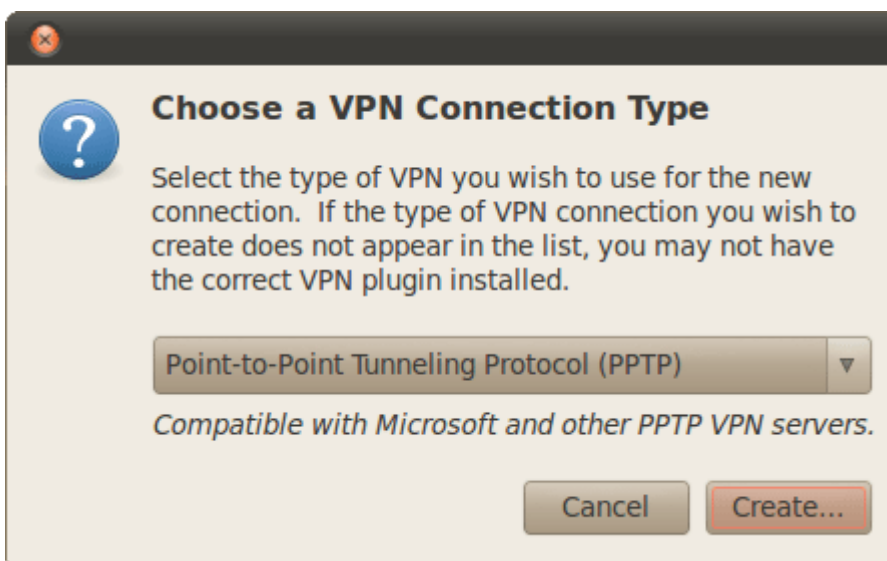 Choose a VPN Connection Type
Select the type of VPN you wish to use for the new
connection.  If the type of VPN connection you wish to
create does not appear in the list, you may not have
the correct VPN plugin installed.
Point-to-Point Tunneling Protocol (PPTP)
Compatible with Microsoft and other PPTP VPN servers.
Cancel
Create...